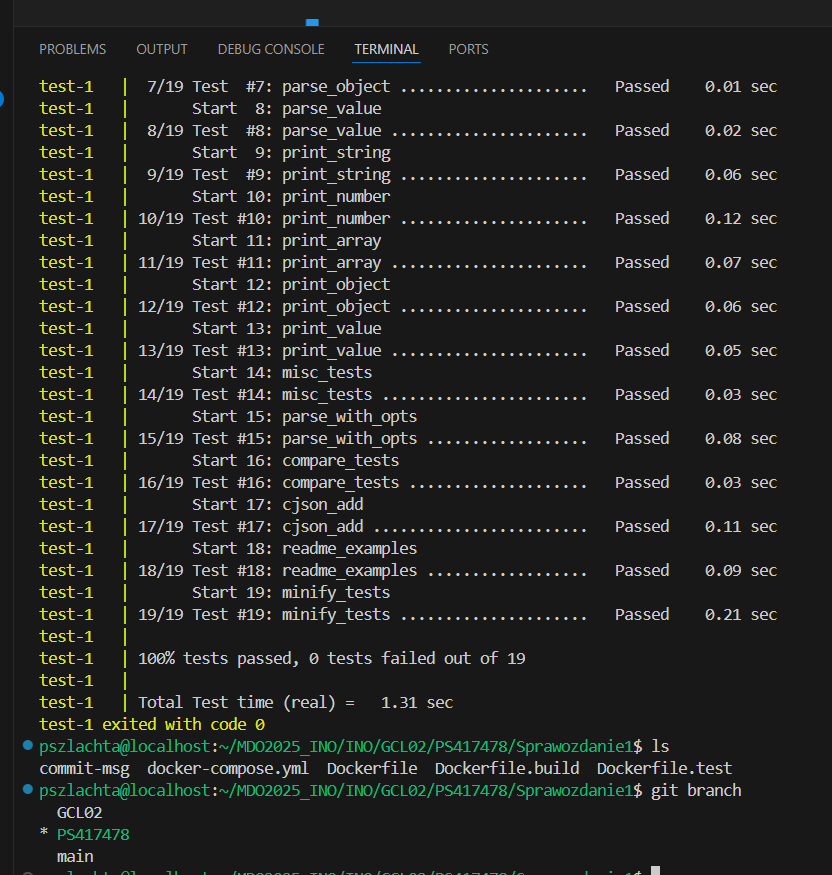 PROBLEMS OUTPUT DEBUG CONSOLE TERMINAL PORTS
test-1 | 7/19 Test #7: parse_object ..................... Passed 0.01 sec
test-1 | Start 8: parse_value
test-1 | 8/19 Test #8: parse_value ...................... Passed 0.02 sec
test-1 | Start 9: print_string
test-1 | 9/19 Test #9: print_string ..................... Passed 0.06 sec
test-1 | Start 10: print_number
test-1 | 10/19 Test #10: print_number ..................... Passed 0.12 sec
test-1 | Start 11: print_array
test-1 | 11/19 Test #11: print_array ...................... Passed 0.07 sec
test-1 | Start 12: print_object
test-1 | 12/19 Test #12: print_object ..................... Passed 0.06 sec
test-1 | Start 13: print_value
test-1 | 13/19 Test #13: print_value ...................... Passed 0.05 sec
test-1 | Start 14: misc_tests
test-1 | 14/19 Test #14: misc_tests ....................... Passed 0.03 sec
test-1 | Start 15: parse_with_opts
test-1 | 15/19 Test #15: parse_with_opts .................. Passed 0.08 sec
test-1 | Start 16: compare_tests
test-1 | 16/19 Test #16: compare_tests .................... Passed 0.03 sec
test-1 | Start 17: cjson_add
test-1 | 17/19 Test #17: cjson_add ........................ Passed 0.11 sec
test-1 | Start 18: readme_examples
test-1 | 18/19 Test #18: readme_examples .................. Passed 0.09 sec
test-1 | Start 19: minify_tests
test-1 | 19/19 Test #19: minify_tests ..................... Passed 0.21 sec
test-1 |
test-1 | 100% tests passed, 0 tests failed out of 19
test-1 |
test-1 | Total Test time (real) = 1.31 sec
test-1 exited with code 0
pszlachta@localhost:~/MDO2025_INO/INO/GCL02/PS417478/Sprawozdanie1$ ls
commit-msg docker-compose.yml Dockerfile Dockerfile.build Dockerfile.test
pszlachta@localhost:~/MDO2025_INO/INO/GCL02/PS417478/Sprawozdanie1$ git branch
GCL02
* PS417478
main